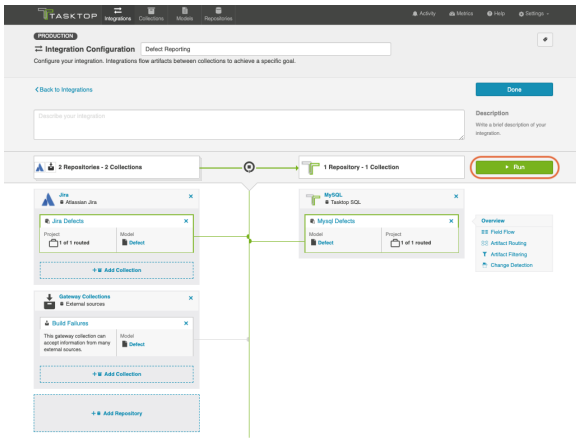 TASKTOP
Integrations
Collections
Models
Repositories
Activity
Metrics
Help
Settings
PRODUCTION
Integration Configuration
Defect Reporting
Configure your integration. Integrations flow artifacts between collections to achieve a specific goal.
Back to Integrations
Done
Describe your integration
Description
Write a brief description of your
integration.
2 Repositories - 2 Collections
1 Repository - 1 Collection
Run
Jira
Atlassian Jira
Jira Defects
Project
1 of 1 routed
Model
Defect
+ Add Collection
MySQL
Tasktop SQL
Mysql Defects
Model
Defect
Project
1 of 1 routed
Overview
Field Flow
Artifact Routing
Artifact Filtering
Change Detection
Gateway Collections
External sources
Build Failures
This gateway collection can
accept information from many
external sources.
Model
Defect
+ Add Collection
+ Add Repository